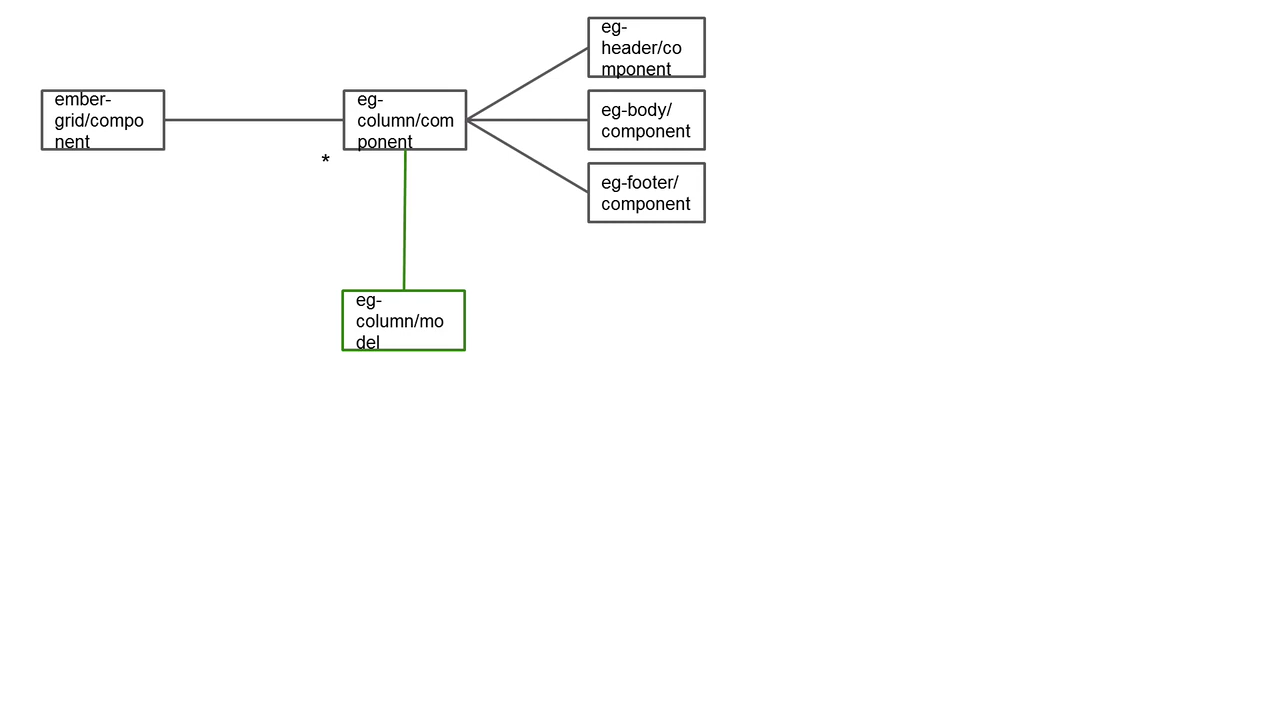 ember-
grid/compo
nent
*
eg-
column/com
ponent
eg-
header/co
mponent
eg-body/
component
eg-footer/
component
eg-
column/mo
del